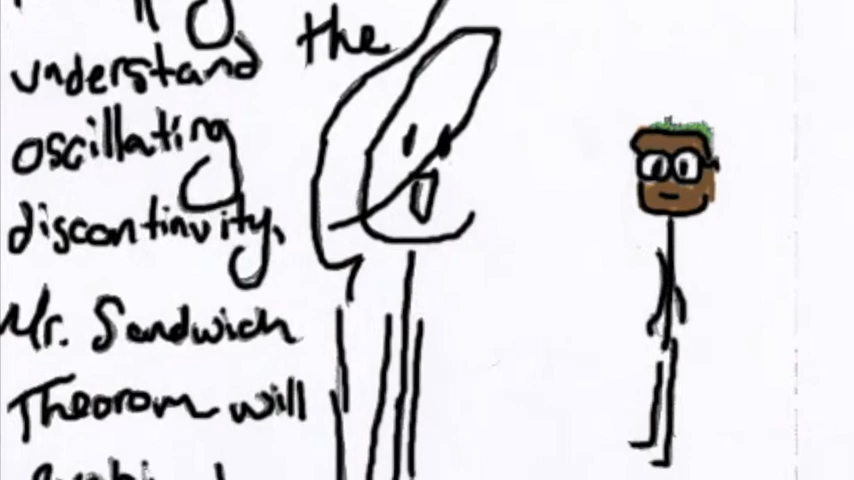 the
understand
oscillating
discontinuity,
Mr. Sandwich
Theorom will